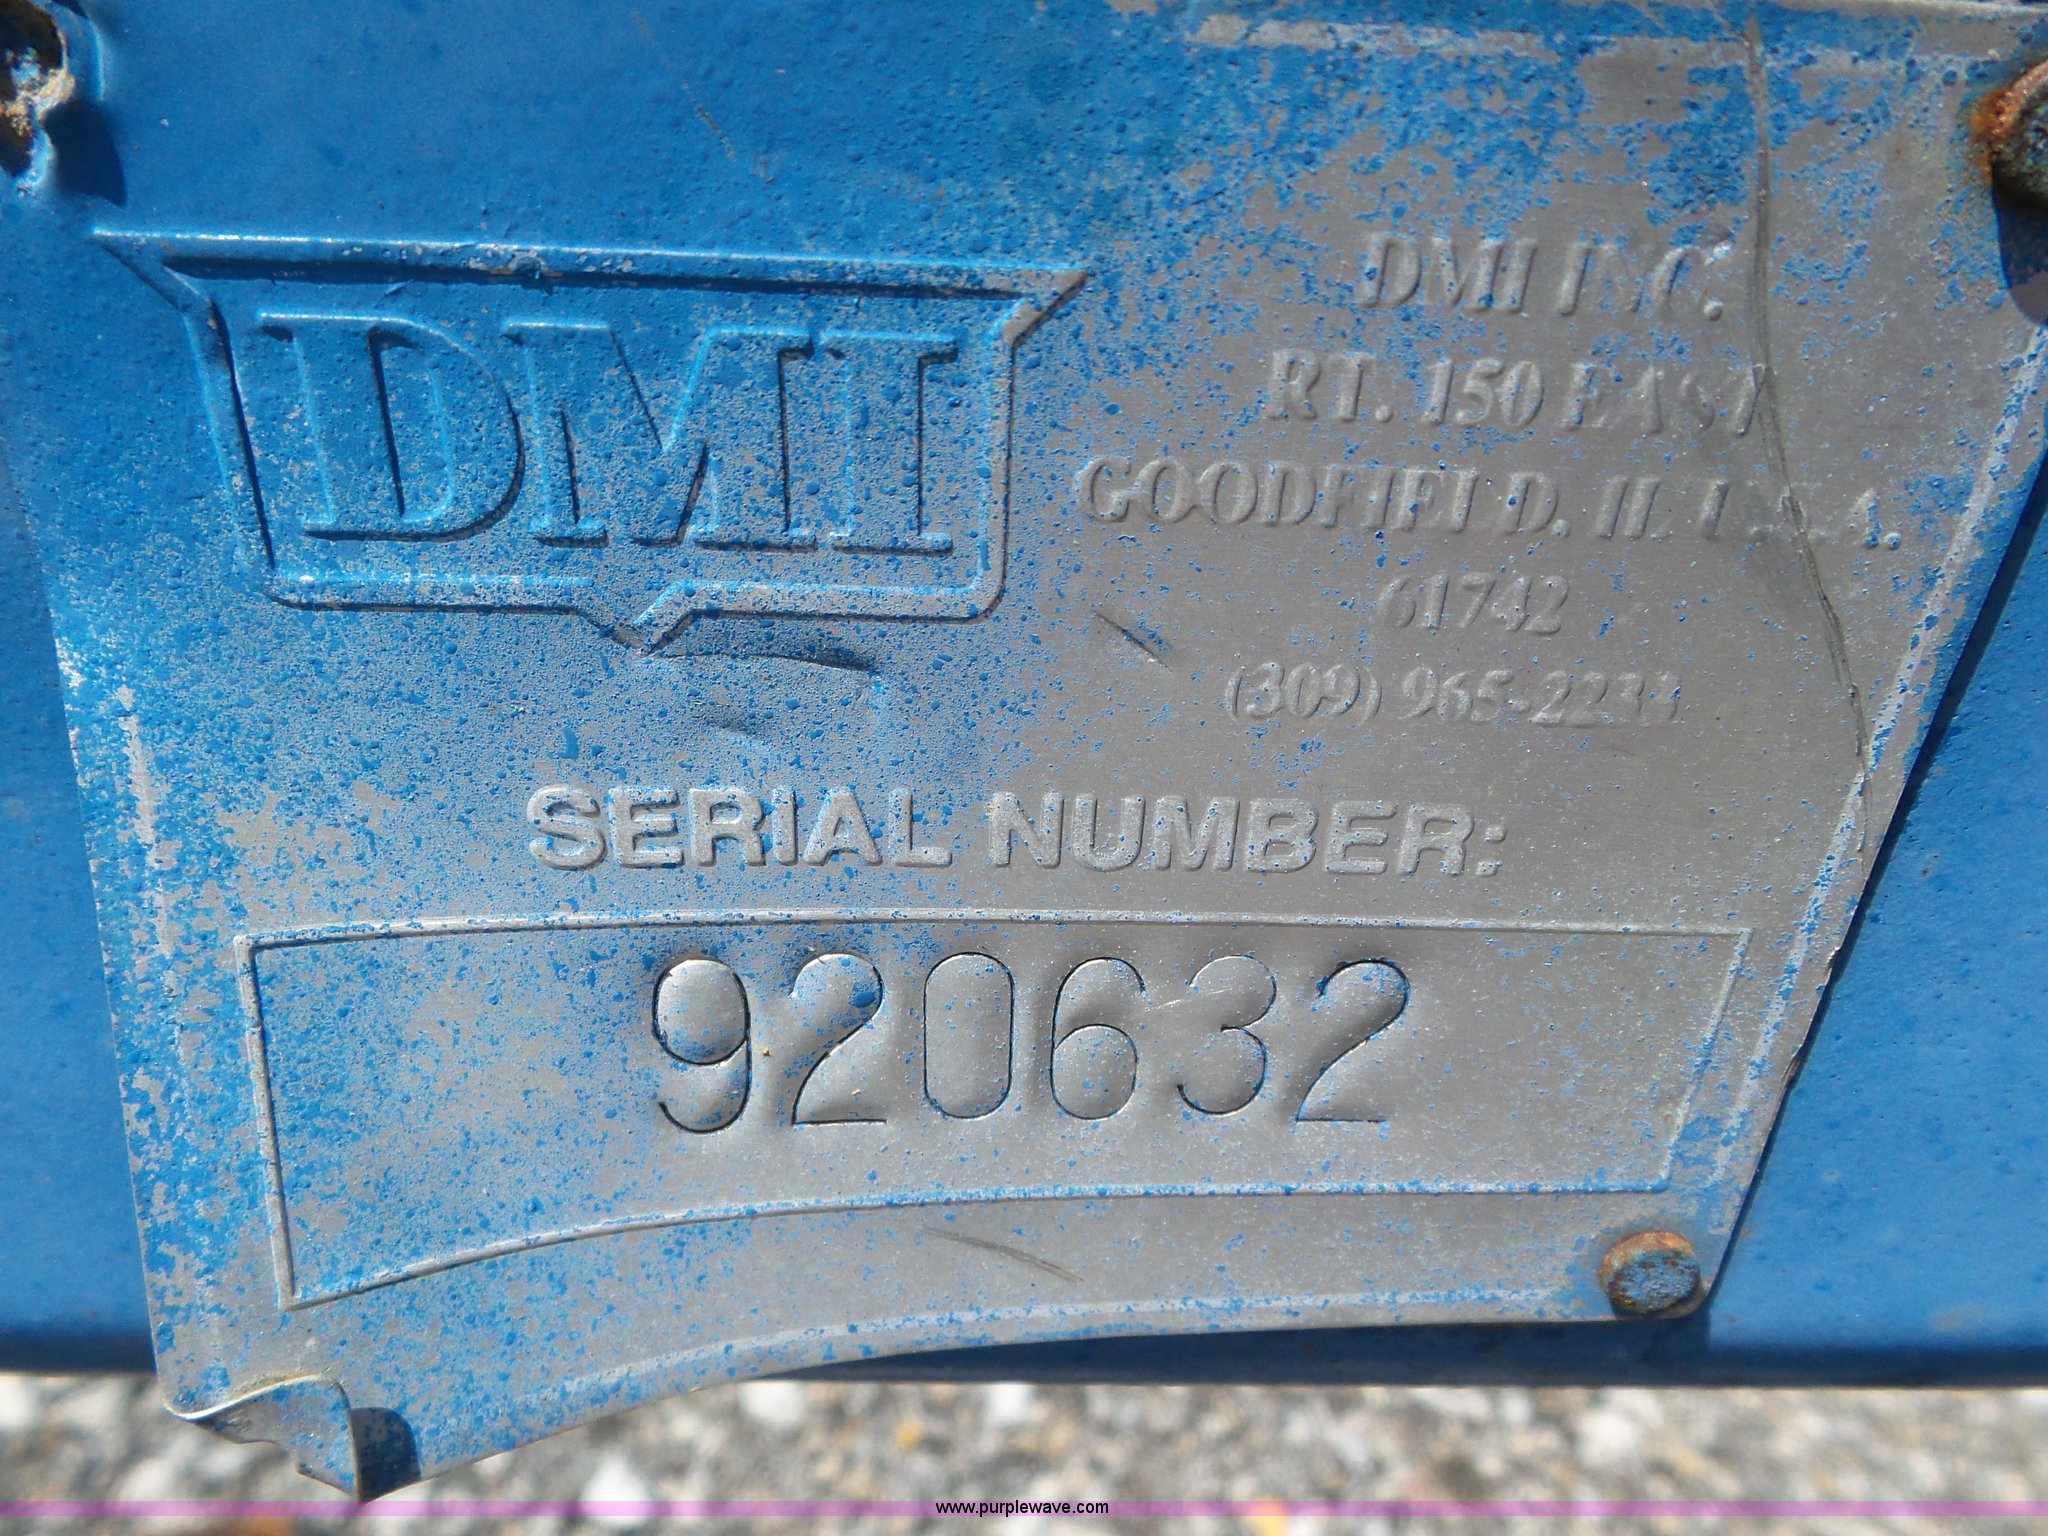 DMI
DMI INC.
RT. 150 EAST
GOODFIELD, IL U.S.A.
61742
(309) 965-2233
SERIAL NUMBER:
920632
www.purplewave.com